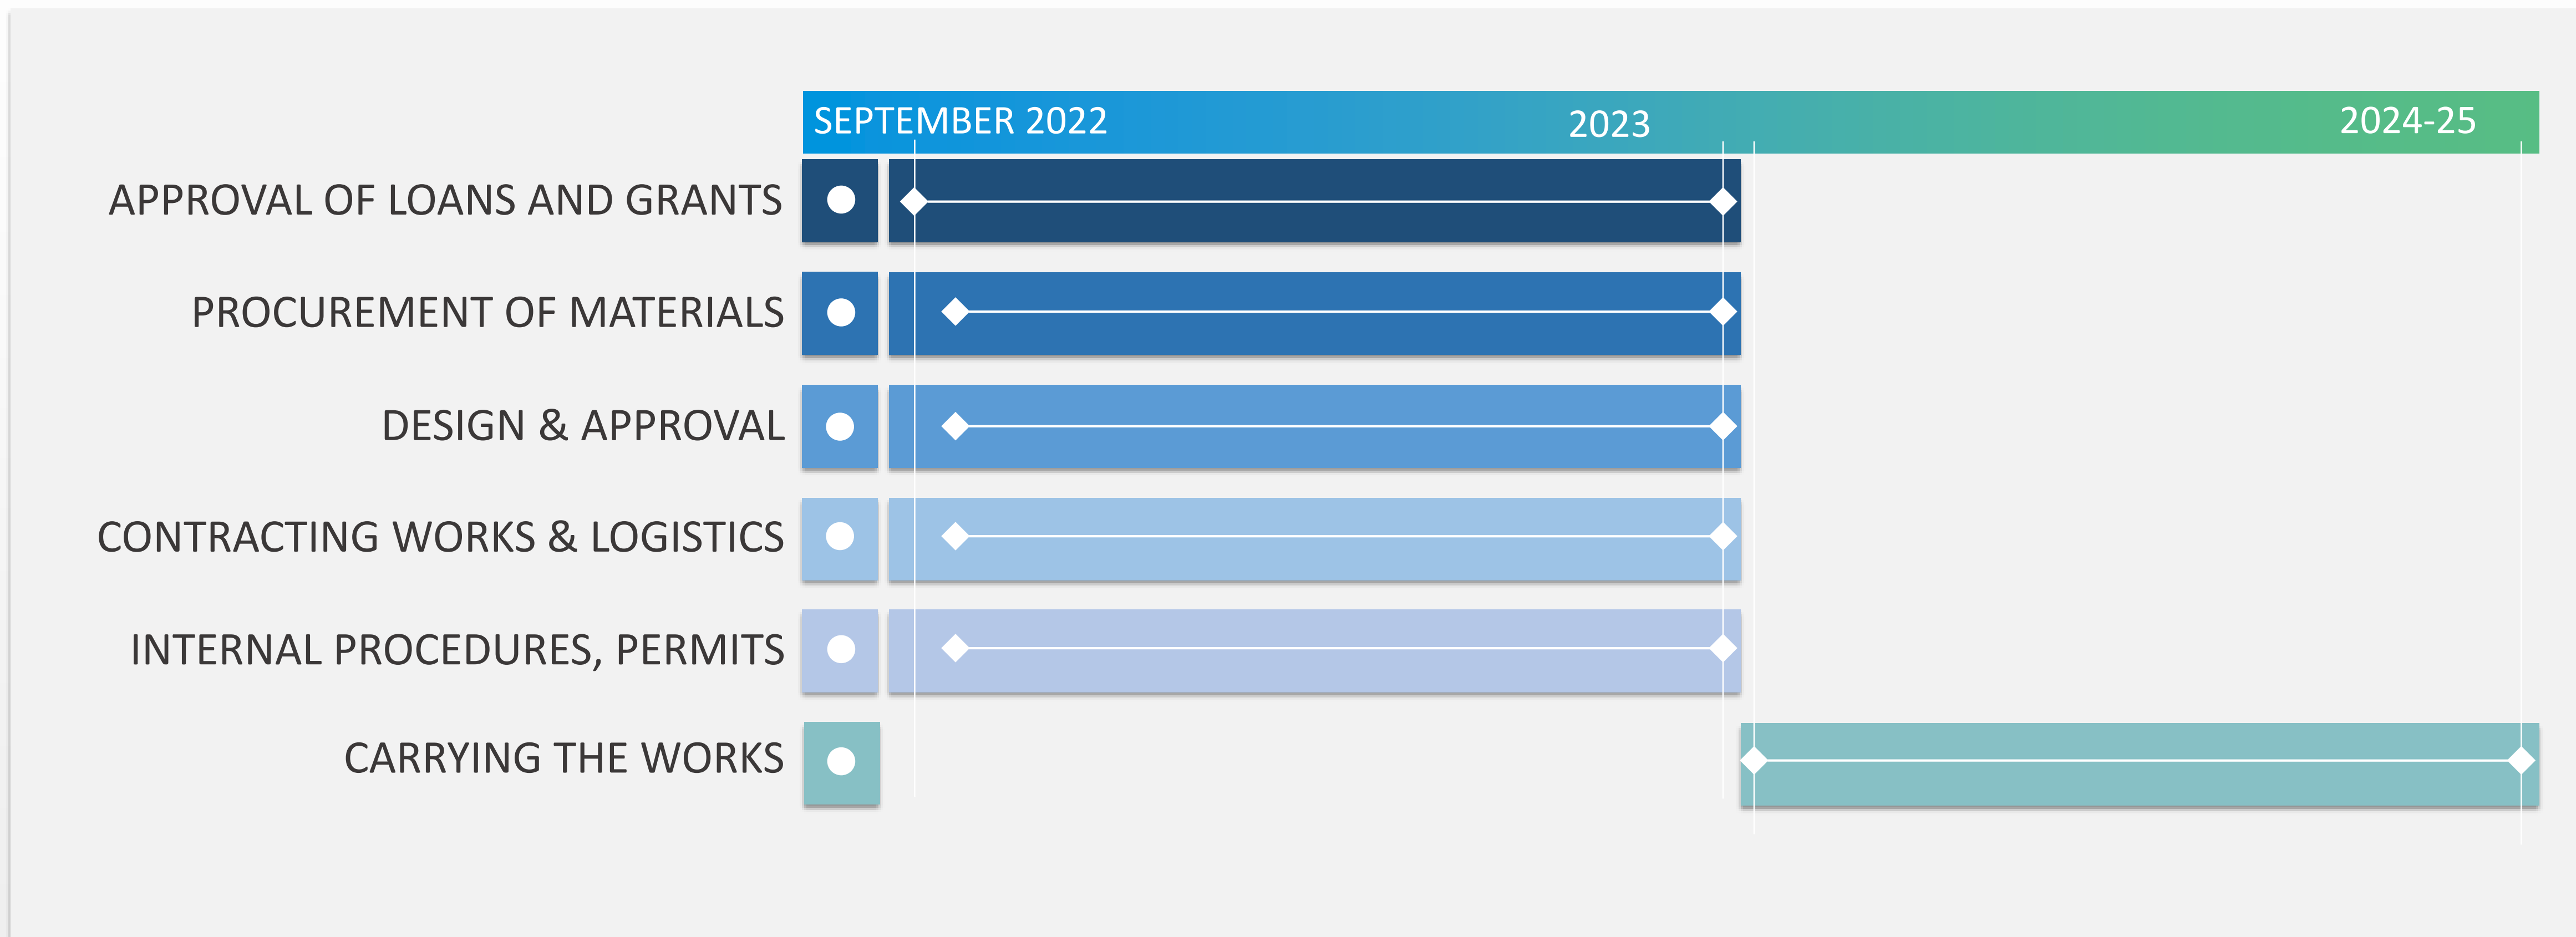 SEPTEMBER 2022
2023
2024-25
APPROVAL OF LOANS AND GRANTS
PROCUREMENT OF MATERIALS
DESIGN & APPROVAL
CONTRACTING WORKS & LOGISTICS
INTERNAL PROCEDURES, PERMITS
CARRYING THE WORKS